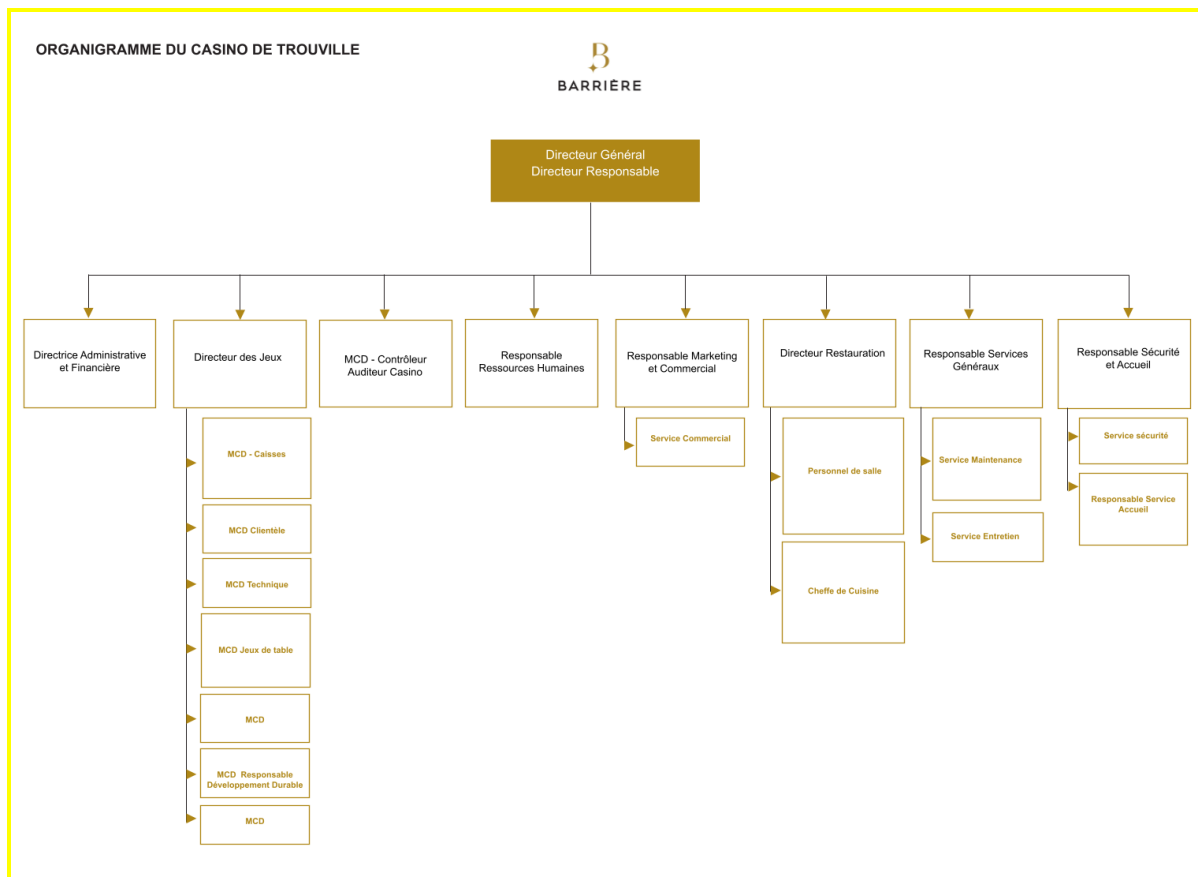 ORGANIGRAMME DU CASINO DE TROUVILLE
B
BARRIÈRE
Directeur Général
Directeur Responsable
Directrice Administrative
et Financière
Directeur des Jeux
MCD - Contrôleur
Auditeur Casino
Responsable
Ressources Humaines
Responsable Marketing
et Commercial
Directeur Restauration
Responsable Services
Généraux
Responsable Sécurité
et Accueil
MCD - Caisses
MCD Clientèle
MCD Technique
MCD Jeux de table
MCD
MCD Responsable
Développement Durable
MCD
Service Commercial
Personnel de salle
Cheffe de Cuisine
Service Maintenance
Service Entretien
Service sécurité
Responsable Service
Accueil